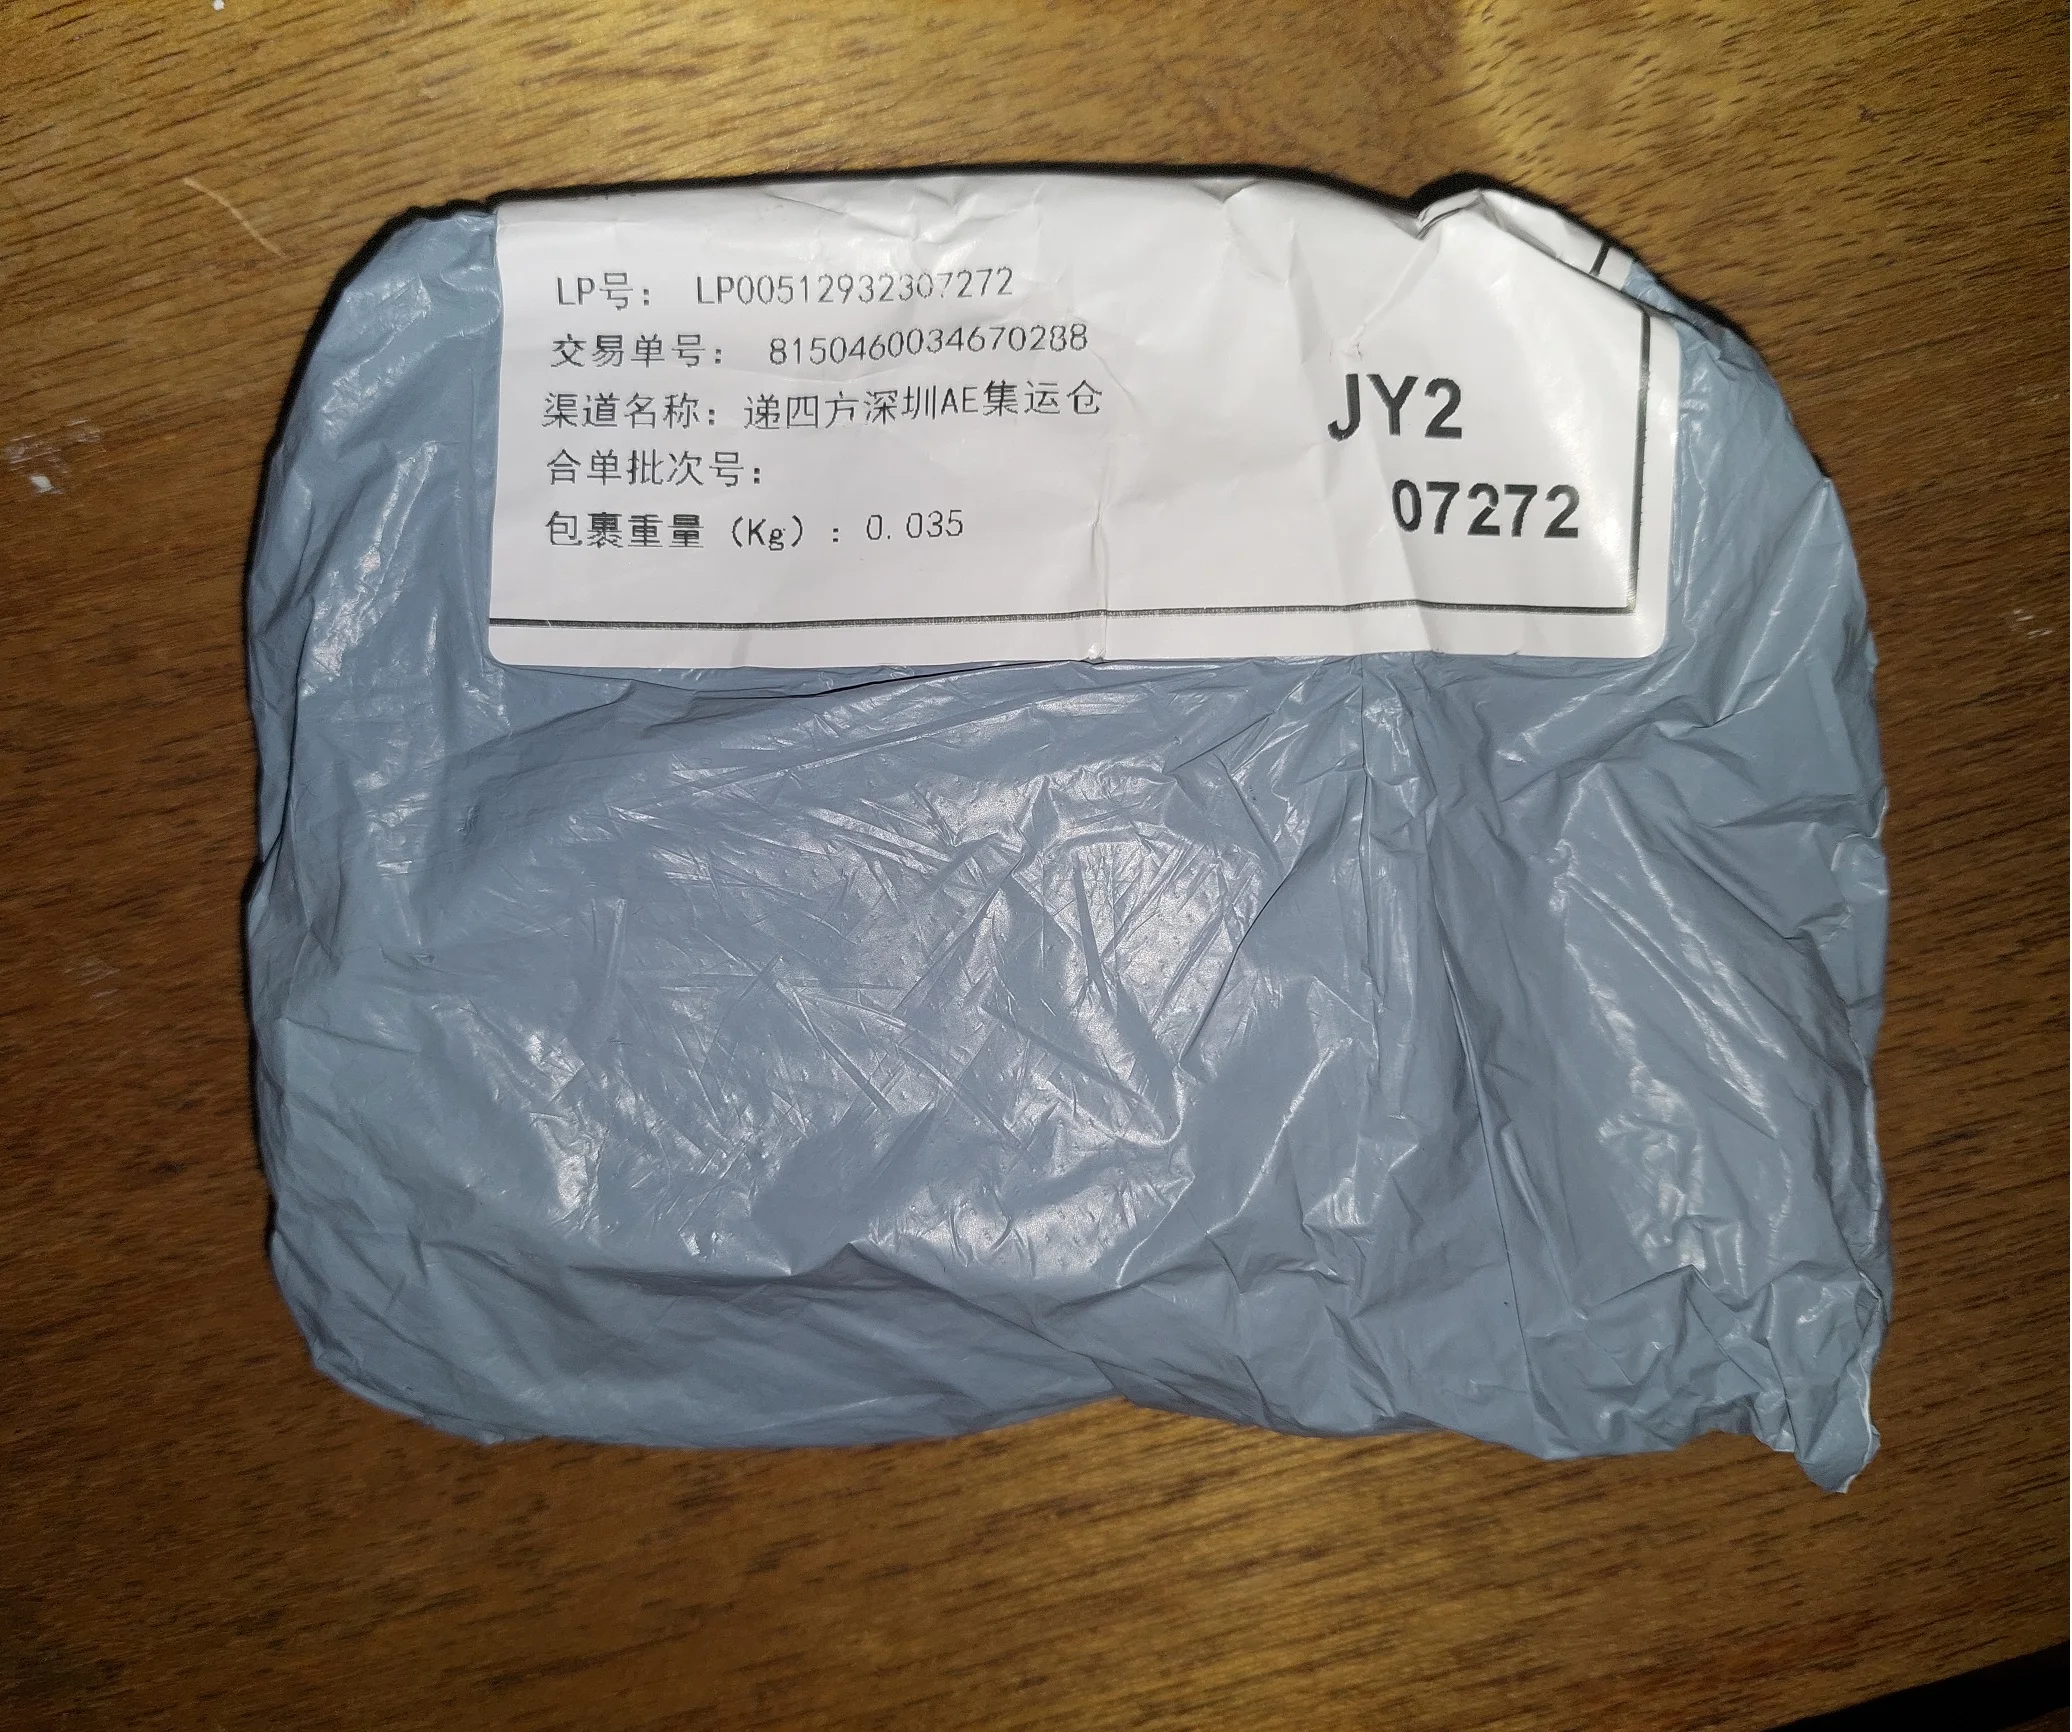 LP号： LP00512932307272
交易单号： 8150460034670288
渠道名称：递四方深圳AE集运仓
合单批次号：
包裹重量（Kg）：0.035
JY2
07272